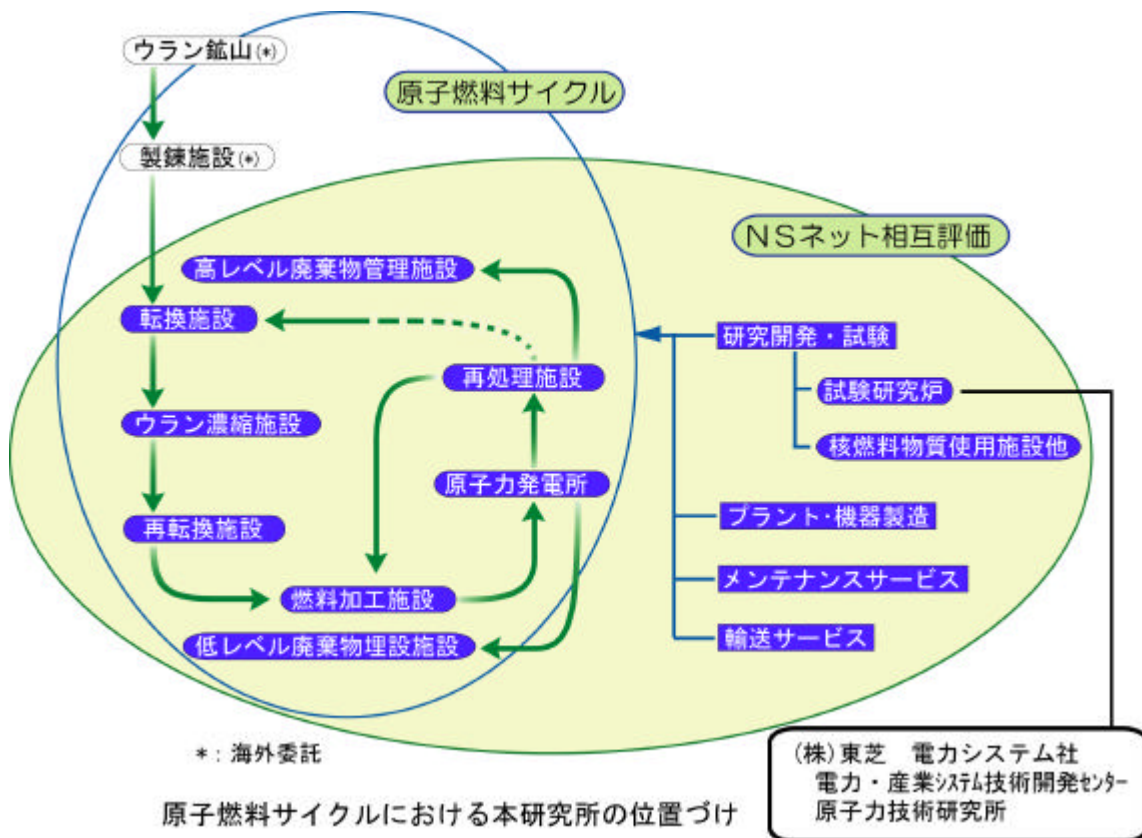 ウラン鉱山(*)
原子燃料サイクル
製錬施設(*)
NSネット相互評価
高レベル廃棄物管理施設
転換施設
研究開発・試験
再処理施設
試験研究炉
ウラン濃縮施設
核燃料物質使用施設他
原子力発電所
再転換施設
プラント・機器製造
燃料加工施設
メンテナンスサービス
低レベル廃棄物埋設施設
輸送サービス
*:海外委託
(株)東芝 電力システム社
電力・産業システム技術開発センター
原子力技術研究所
原子燃料サイクルにおける本研究所の位置づけ